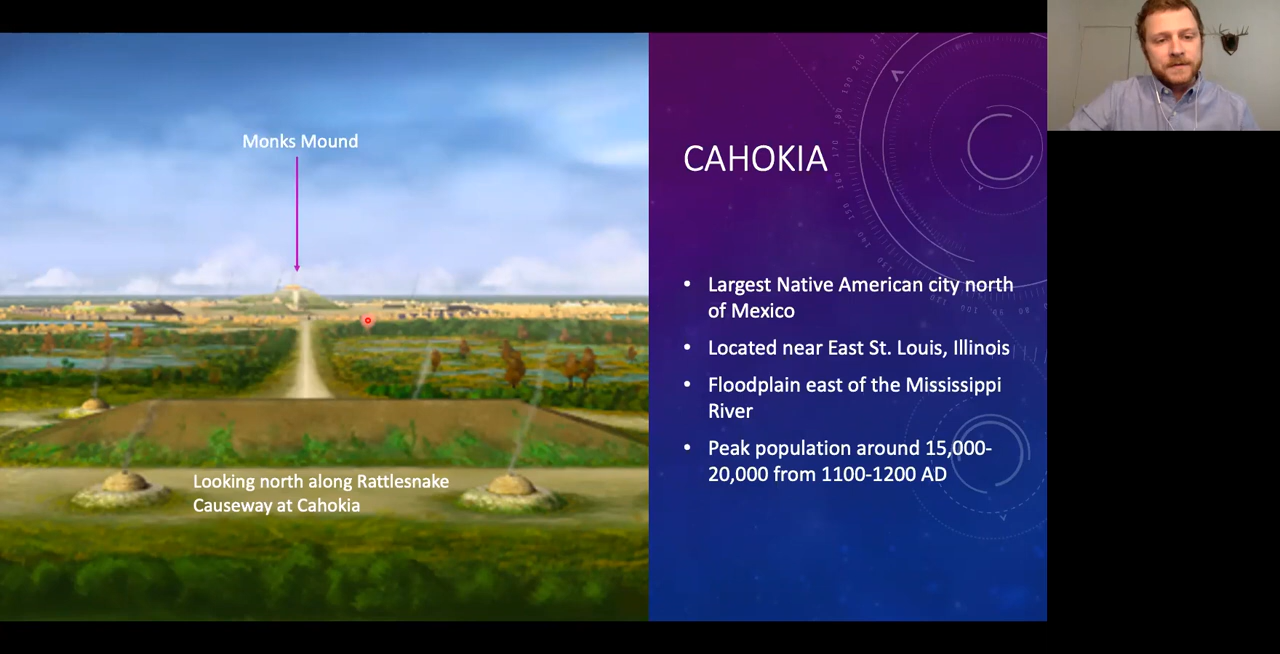 Monks Mound
Looking north along Rattlesnake
Causeway at Cahokia
CAHOKIA
• Largest Native American city north
of Mexico
• Located near East St. Louis, Illinois
• Floodplain east of the Mississippi
River
• Peak population around 15,000-
20,000 from 1100-1200 AD